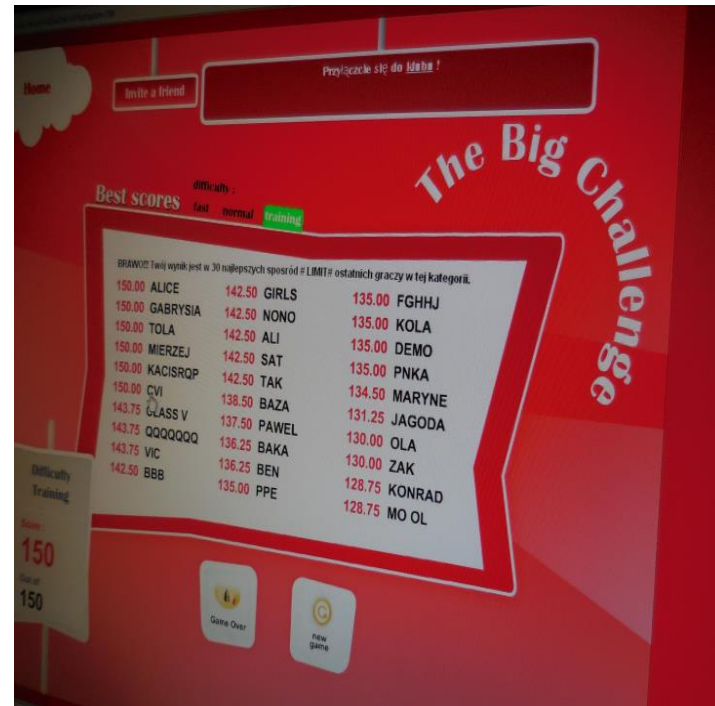 Home
Invite a friend
Przyłączcie się do klubu !
The Big Challenge
Best scores
difficulty :
fast normal training
BRAWO!!! Twój wynik jest w 30 najlepszych spośród # LIMIT# ostatnich graczy w tej kategorii.
150.00 ALICE
150.00 GABRYSIA
150.00 TOLA
150.00 MIERZEJ
150.00 KACISRQP
150.00 CVI
143.75 CLASS V
143.75 QQQQQQQ
143.75 VIC
142.50 BBB
142.50 GIRLS
142.50 NONO
142.50 ALI
142.50 SAT
142.50 TAK
138.50 BAZA
137.50 PAWEL
136.25 BAKA
136.25 BEN
135.00 PPE
135.00 FGHHJ
135.00 KOLA
135.00 DEMO
135.00 PNKA
134.50 MARYNE
131.25 JAGODA
130.00 OLA
130.00 ZAK
128.75 KONRAD
128.75 MO OL
Difficulty
Training
Score :
150
Out of
150
Game Over
new
game